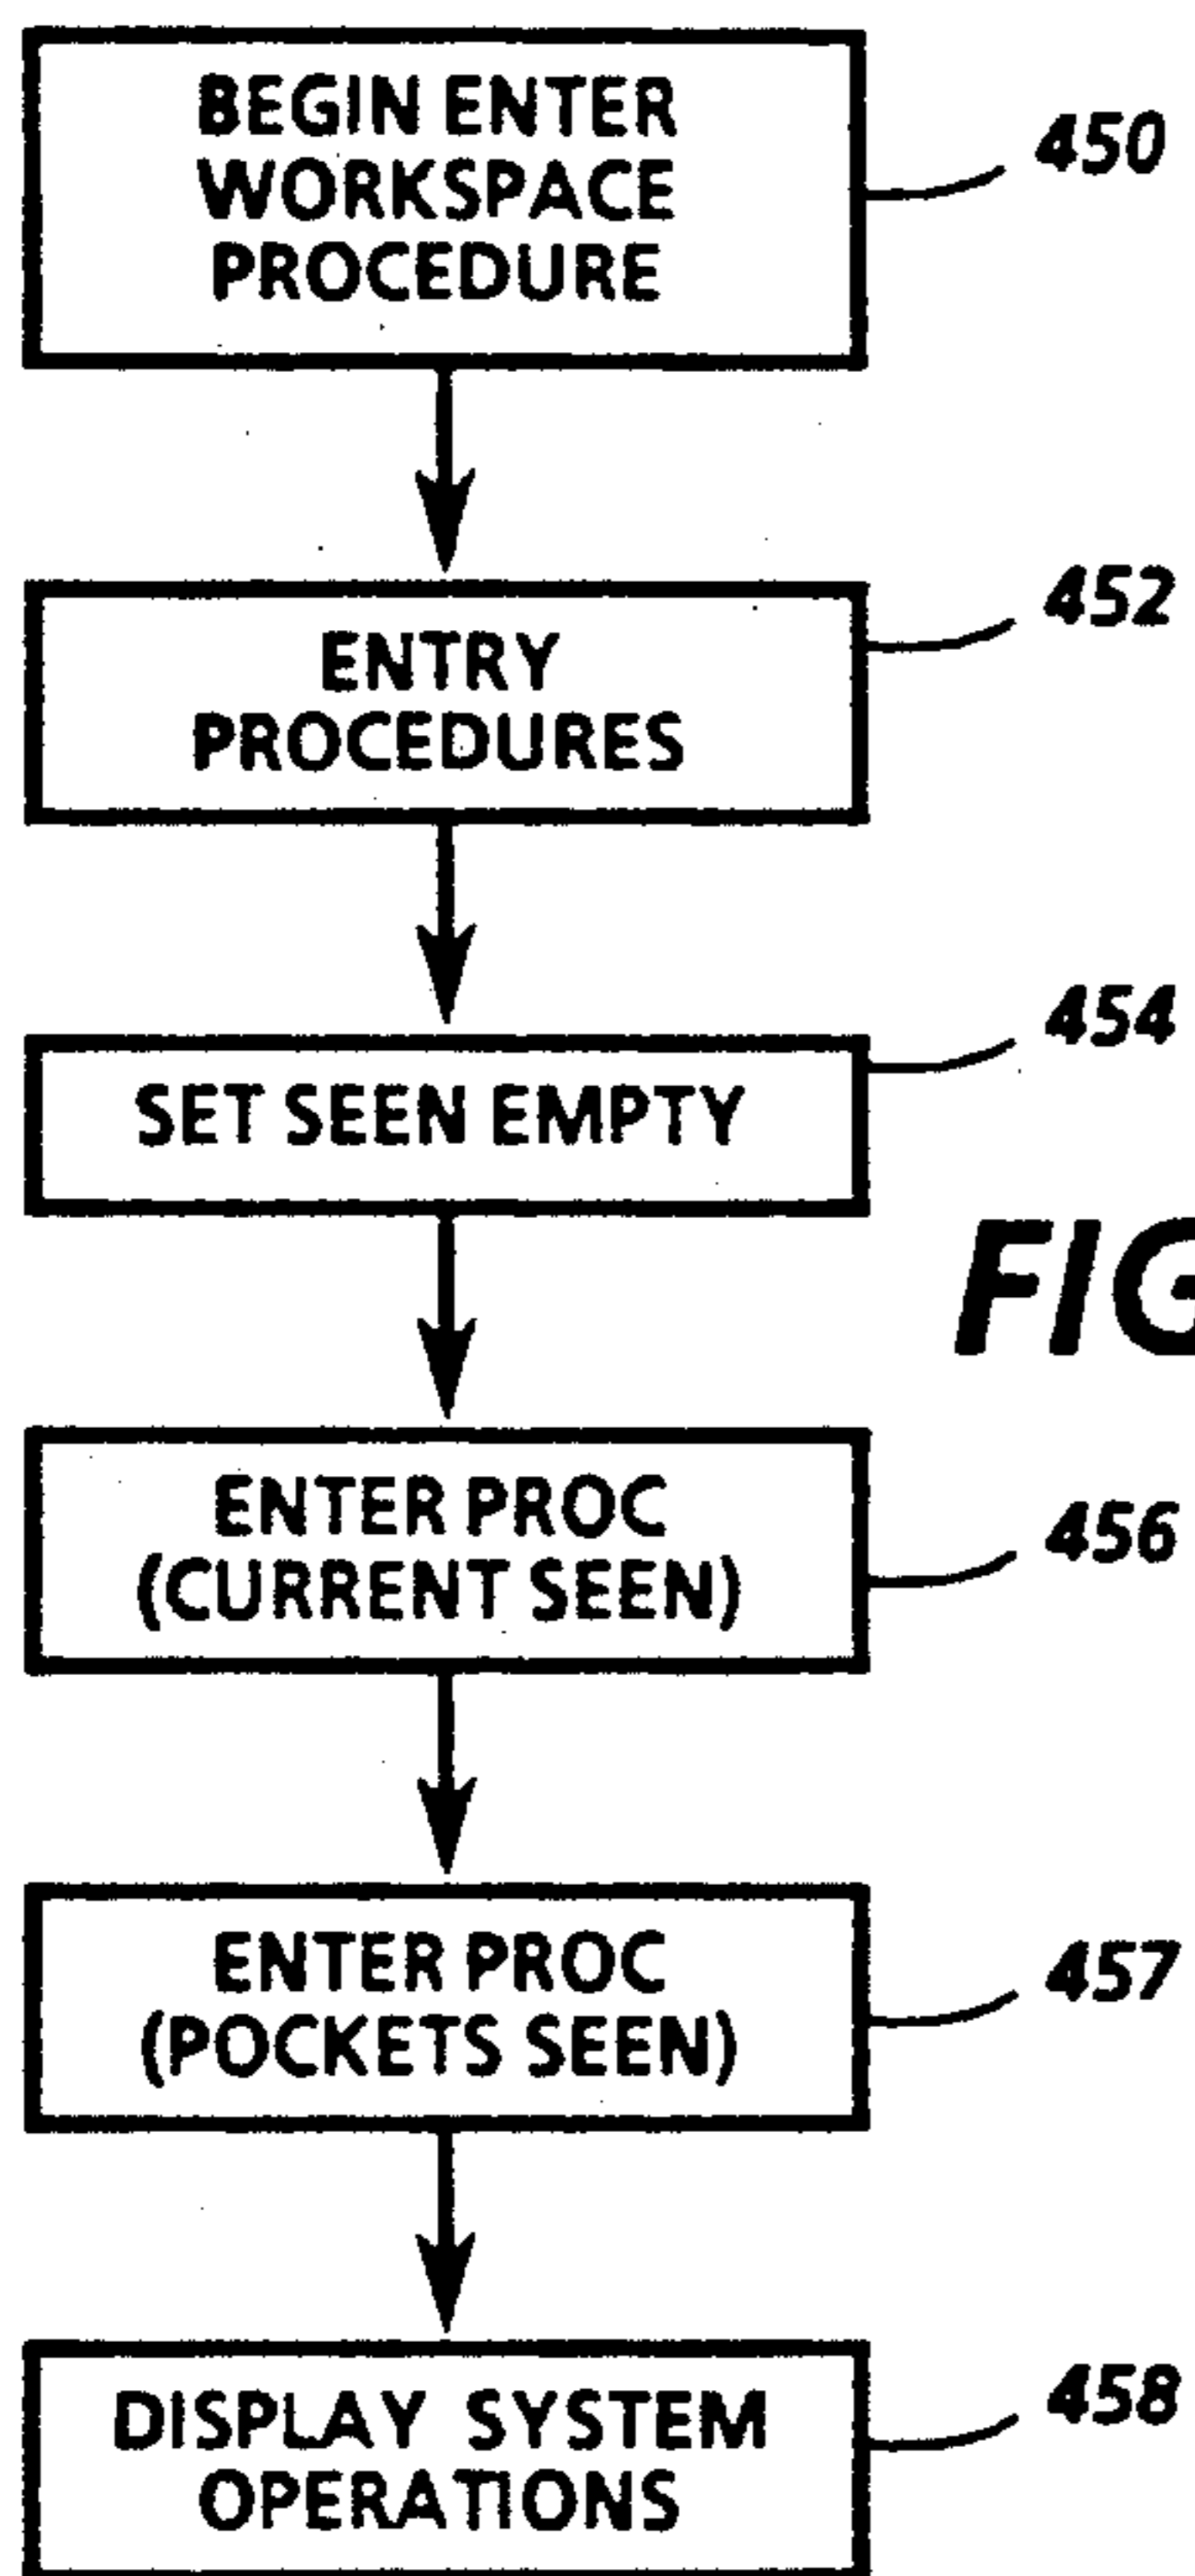 BEGIN ENTER
WORKSPACE
PROCEDURE
450
ENTRY
PROCEDURES
452
SET SEEN EMPTY
454
FIG
ENTER PROC
(CURRENT SEEN)
456
ENTER PROC
(POCKETS SEEN)
457
DISPLAY SYSTEM
OPERATIONS
458